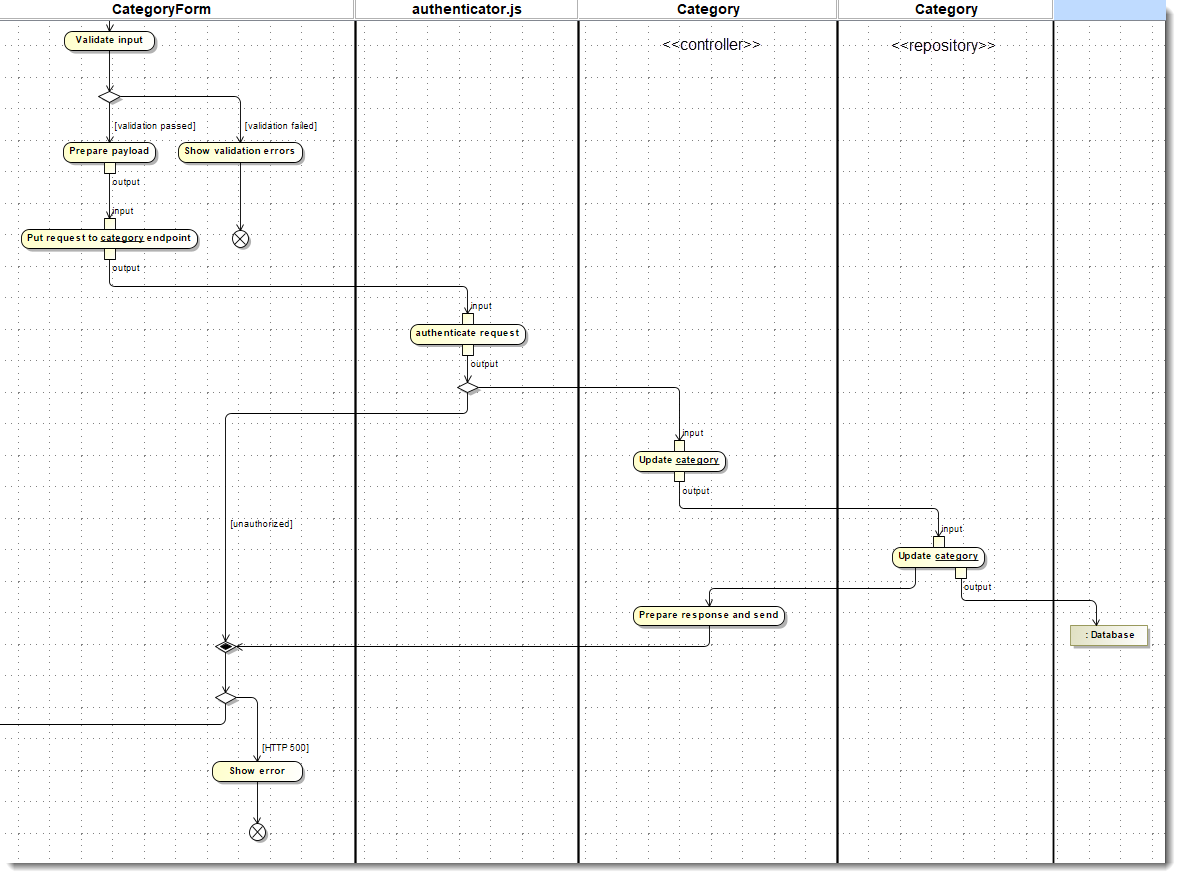 CategoryForm
authenticator.js
Category
Category
<<controller>>
<<repository>>
Validate input
[validation passed]
[validation failed]
Prepare payload
Show validation errors
output
input
Put request to category endpoint
output
input
authenticate request
output
input
Update category
output
[unauthorized]
input
Update category
output
Prepare response and send
: Database
[HTTP 500]
Show error